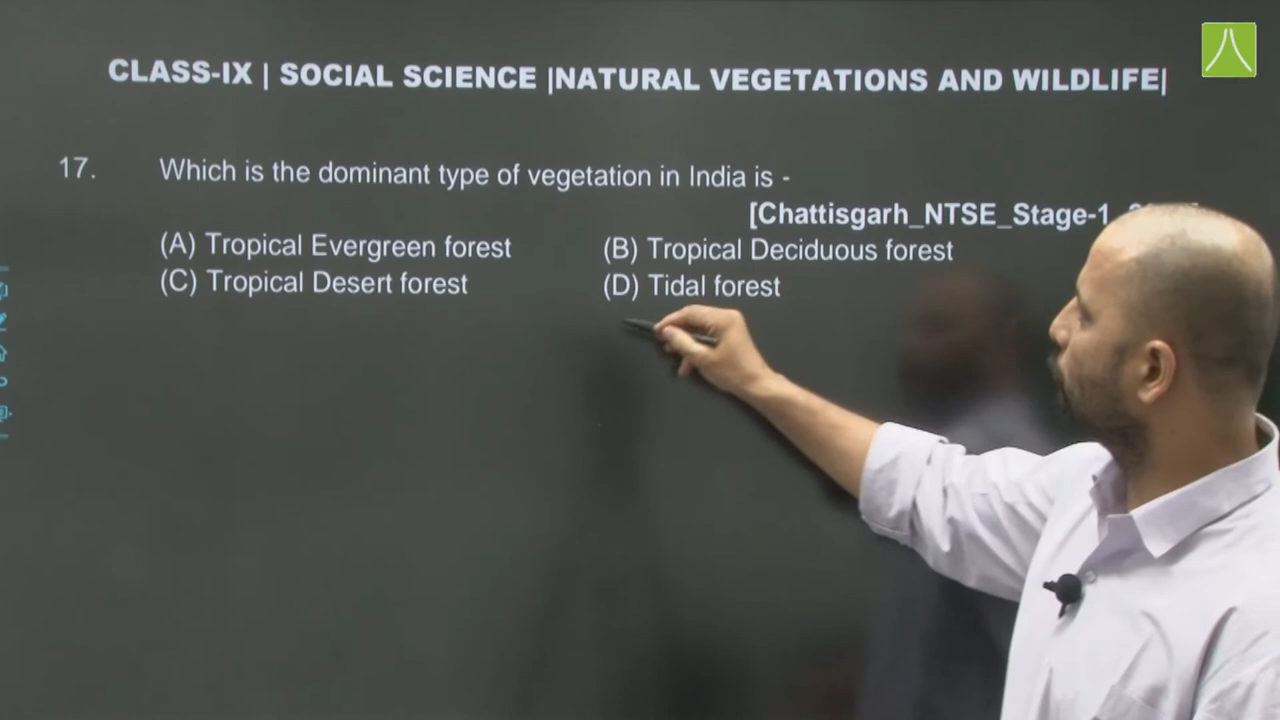 CLASS-IX | SOCIAL SCIENCE |NATURAL VEGETATIONS AND WILDLIFE|
17. Which is the dominant type of vegetation in India is -
[Chattisgarh_NTSE_Stage-1
(A) Tropical Evergreen forest (B) Tropical Deciduous forest
(C) Tropical Desert forest (D) Tidal forest